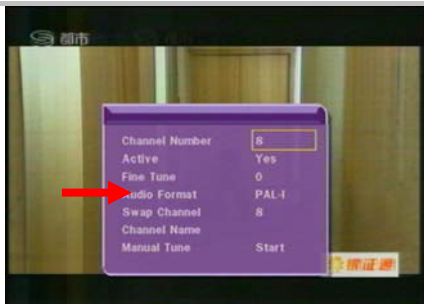 都市
Channel Number 8
Active Yes
Fine Tune 0
Audio Format PAL-I
Swap Channel 8
Channel Name
Manual Tune Start